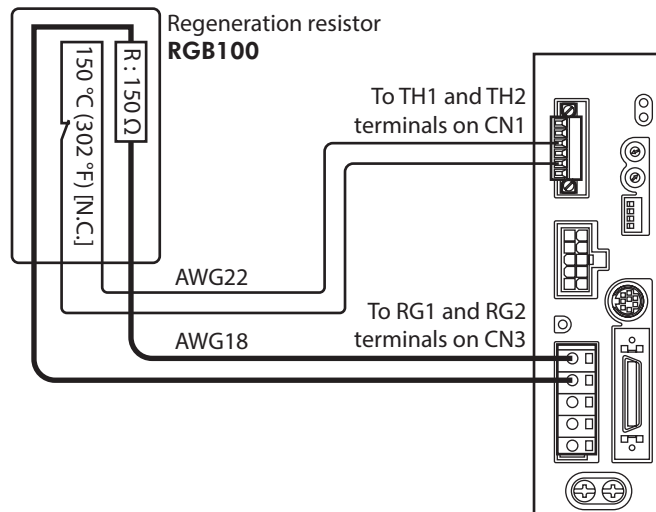 Regeneration resistor
RGB100
R : 150 Ω
150 °C (302 °F) [N.C.]
To TH1 and TH2
terminals on CN1
AWG22
To RG1 and RG2
terminals on CN3
AWG18